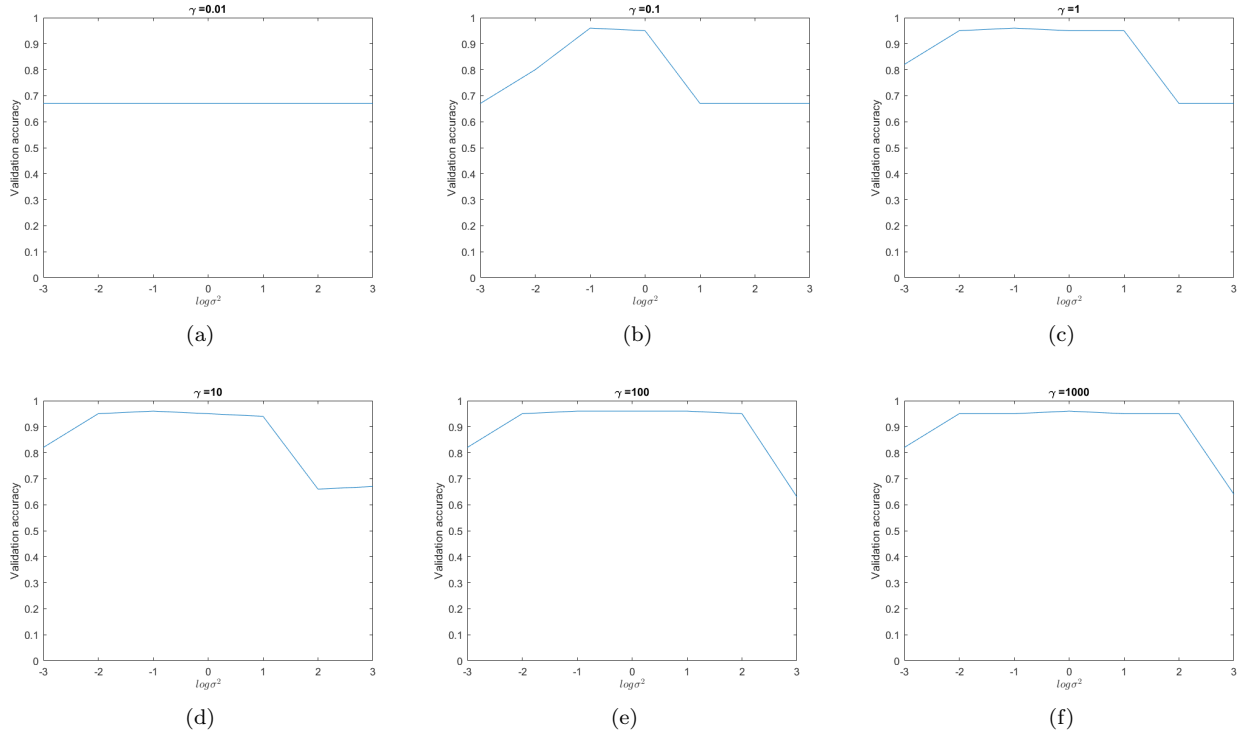 γ =0.01
1
0.9
0.8
0.7
0.6
0.5
0.4
0.3
0.2
0.1
0
Validation accuracy
-3 -2 -1 0 1 2 3
logσ²
(a)
γ =0.1
1
0.9
0.8
0.7
0.6
0.5
0.4
0.3
0.2
0.1
0
Validation accuracy
-3 -2 -1 0 1 2 3
logσ²
(b)
γ =1
1
0.9
0.8
0.7
0.6
0.5
0.4
0.3
0.2
0.1
0
Validation accuracy
-3 -2 -1 0 1 2 3
logσ²
(c)
γ =10
1
0.9
0.8
0.7
0.6
0.5
0.4
0.3
0.2
0.1
0
Validation accuracy
-3 -2 -1 0 1 2 3
logσ²
(d)
γ =100
1
0.9
0.8
0.7
0.6
0.5
0.4
0.3
0.2
0.1
0
Validation accuracy
-3 -2 -1 0 1 2 3
logσ²
(e)
γ =1000
1
0.9
0.8
0.7
0.6
0.5
0.4
0.3
0.2
0.1
0
Validation accuracy
-3 -2 -1 0 1 2 3
logσ²
(f)